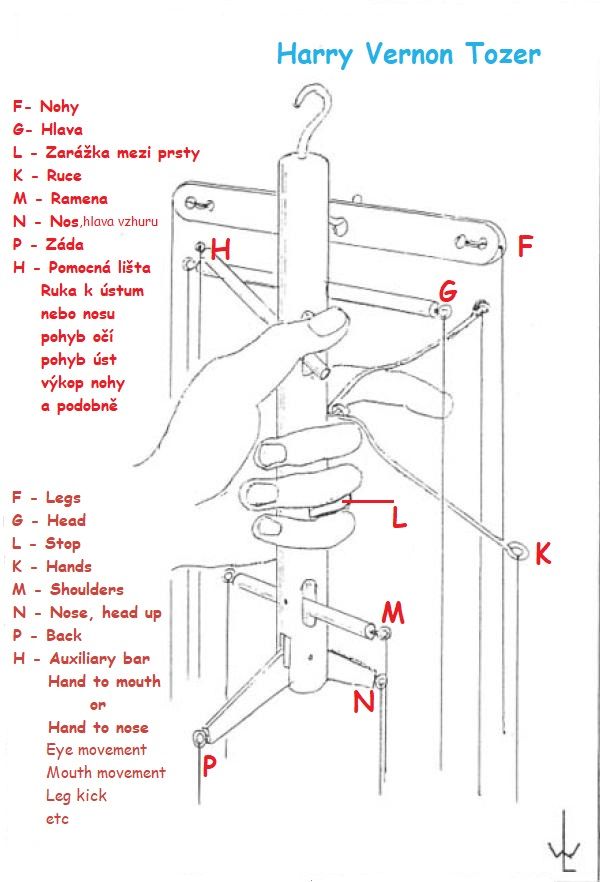 Harry Vernon Tozer
F- Nohy
G- Hlava
L - Zarážka mezi prsty
K - Ruce
M - Ramena
N - Nos,hlava vzhuru
P - Záda
H - Pomocná lišta
Ruka k ústum
nebo nosu
pohyb očí
pohyb úst
výkop nohy
a podobně
H
F
G
L
K
M
N
P
F - Legs
G - Head
L - Stop
K - Hands
M - Shoulders
N - Nose, head up
P - Back
H - Auxiliary bar
Hand to mouth
or
Hand to nose
Eye movement
Mouth movement
Leg kick
etc